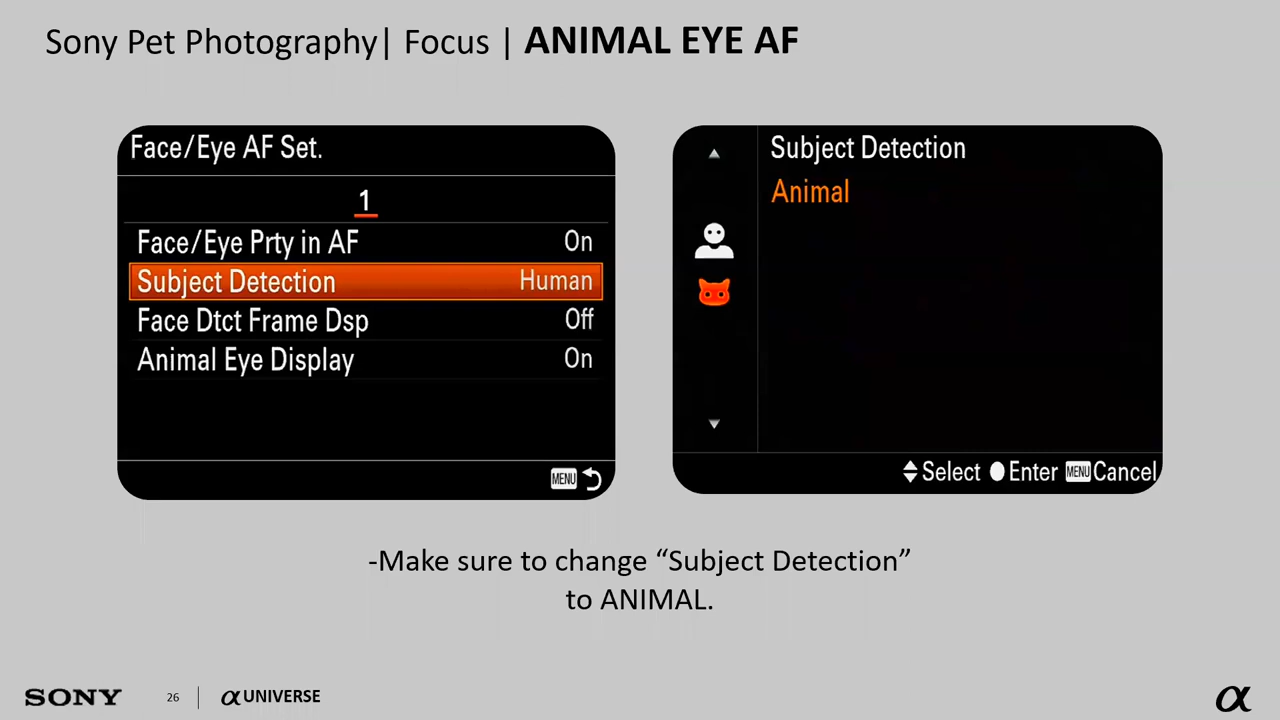 Sony Pet Photography| Focus | ANIMAL EYE AF
Face/Eye AF Set.
1
Face/Eye Prty in AF On
Subject Detection Human
Face Dtct Frame Dsp Off
Animal Eye Display On
MENU
Subject Detection
Animal
Select Enter MENU Cancel
-Make sure to change “Subject Detection”
to ANIMAL.
SONY 26 α UNIVERSE
α